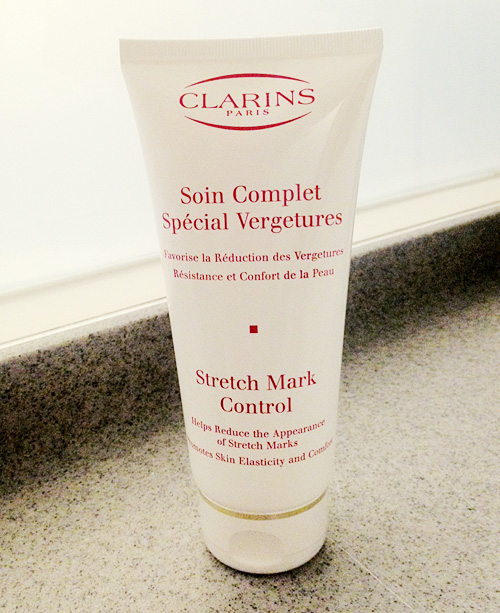 CLARINS
PARIS
Soin Complet
Spécial Vergetures
Favorise la Réduction des Vergetures
Résistance et Confort de la Peau
Stretch Mark
Control
Helps Reduce the Appearance
of Stretch Marks
Promotes Skin Elasticity and Comfort